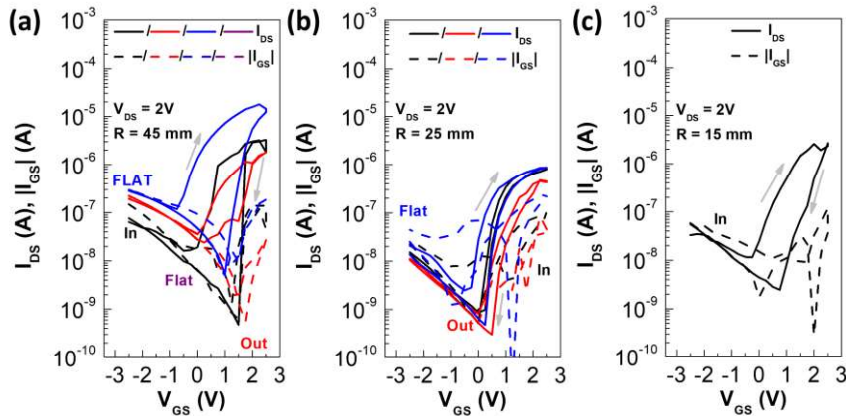 (a)
10⁻³
10⁻⁴
10⁻⁵
10⁻⁶
10⁻⁷
10⁻⁸
10⁻⁹
10⁻¹⁰
I_DS (A), |I_GS| (A)
/ / / I_DS
/ / / |I_GS|
V_DS = 2V
R = 45 mm
FLAT
In
Flat
Out
-3 -2 -1 0 1 2 3
V_GS (V)
(b)
10⁻³
10⁻⁴
10⁻⁵
10⁻⁶
10⁻⁷
10⁻⁸
10⁻⁹
10⁻¹⁰
I_DS (A), |I_GS| (A)
/ / I_DS
/ / |I_GS|
V_DS = 2V
R = 25 mm
Flat
In
Out
-3 -2 -1 0 1 2 3
V_GS (V)
(c)
10⁻³
10⁻⁴
10⁻⁵
10⁻⁶
10⁻⁷
10⁻⁸
10⁻⁹
10⁻¹⁰
I_DS (A), |I_GS| (A)
I_DS
|I_GS|
V_DS = 2V
R = 15 mm
In
-3 -2 -1 0 1 2 3
V_GS (V)